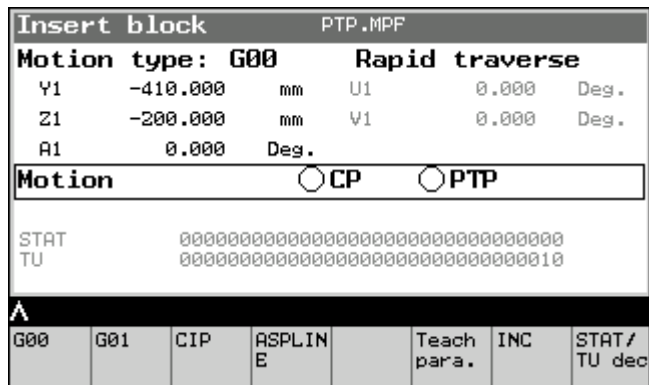 Insert block PTP.MPF
Motion type: G00 Rapid traverse
Y1 -410.000 mm U1 0.000 Deg.
Z1 -200.000 mm V1 0.000 Deg.
A1 0.000 Deg.
Motion CP PTP
STAT 00000000000000000000000000000000
TU 00000000000000000000000000000010
G00 G01 CIP ASPLIN Teach INC STAT/
E para. TU dec